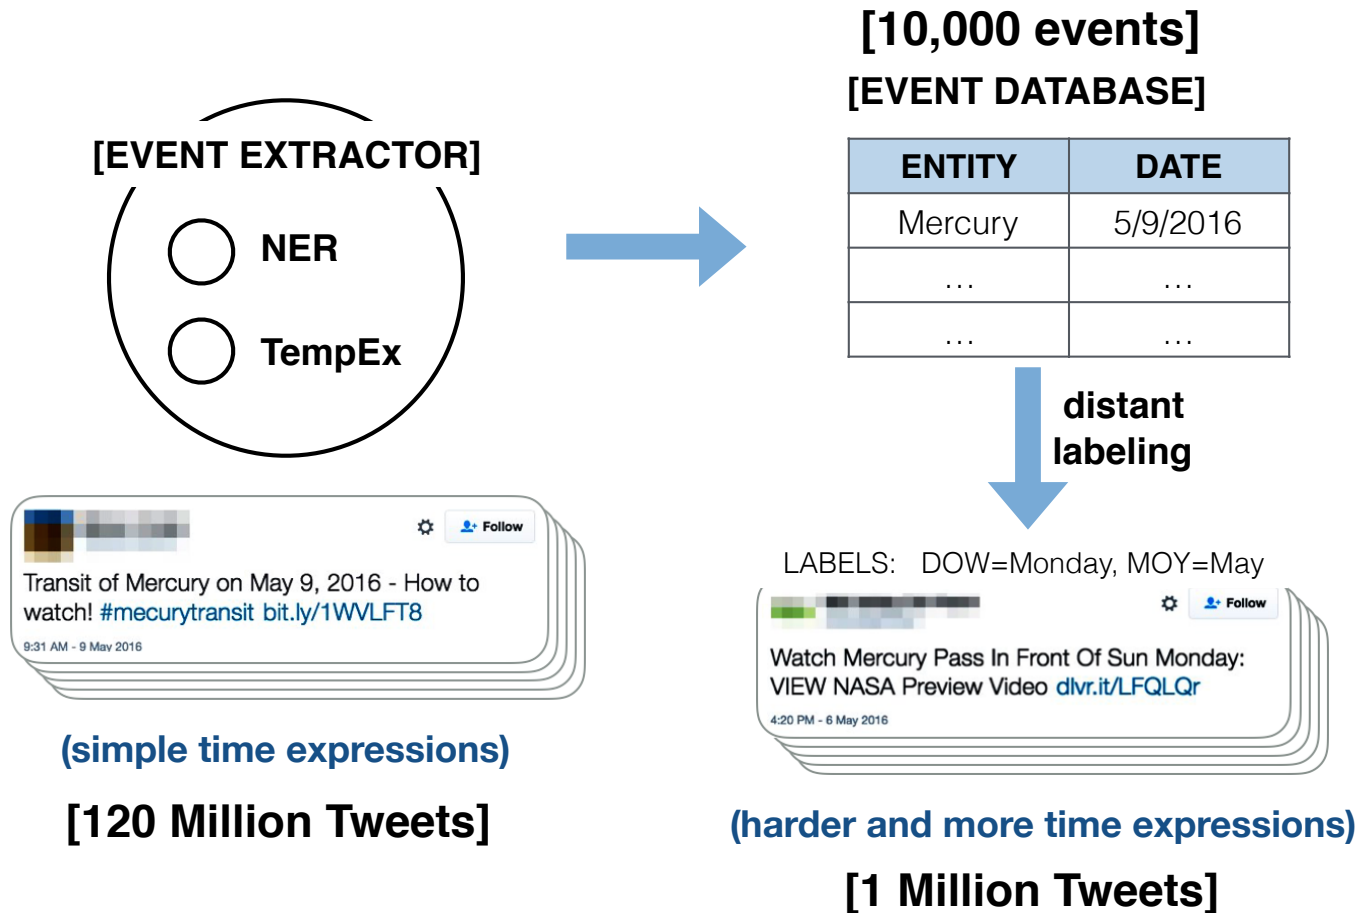 [10,000 events]
[EVENT DATABASE]
[EVENT EXTRACTOR]
NER
TempEx
ENTITY DATE
Mercury 5/9/2016
... ...
... ...
distant
labeling
Follow
Transit of Mercury on May 9, 2016 - How to
watch! #mecurytransit bit.ly/1WVLFT8
9:31 AM - 9 May 2016
(simple time expressions)
[120 Million Tweets]
LABELS: DOW=Monday, MOY=May
Follow
Watch Mercury Pass In Front Of Sun Monday:
VIEW NASA Preview Video dlvr.it/LFQLQr
4:20 PM - 6 May 2016
(harder and more time expressions)
[1 Million Tweets]